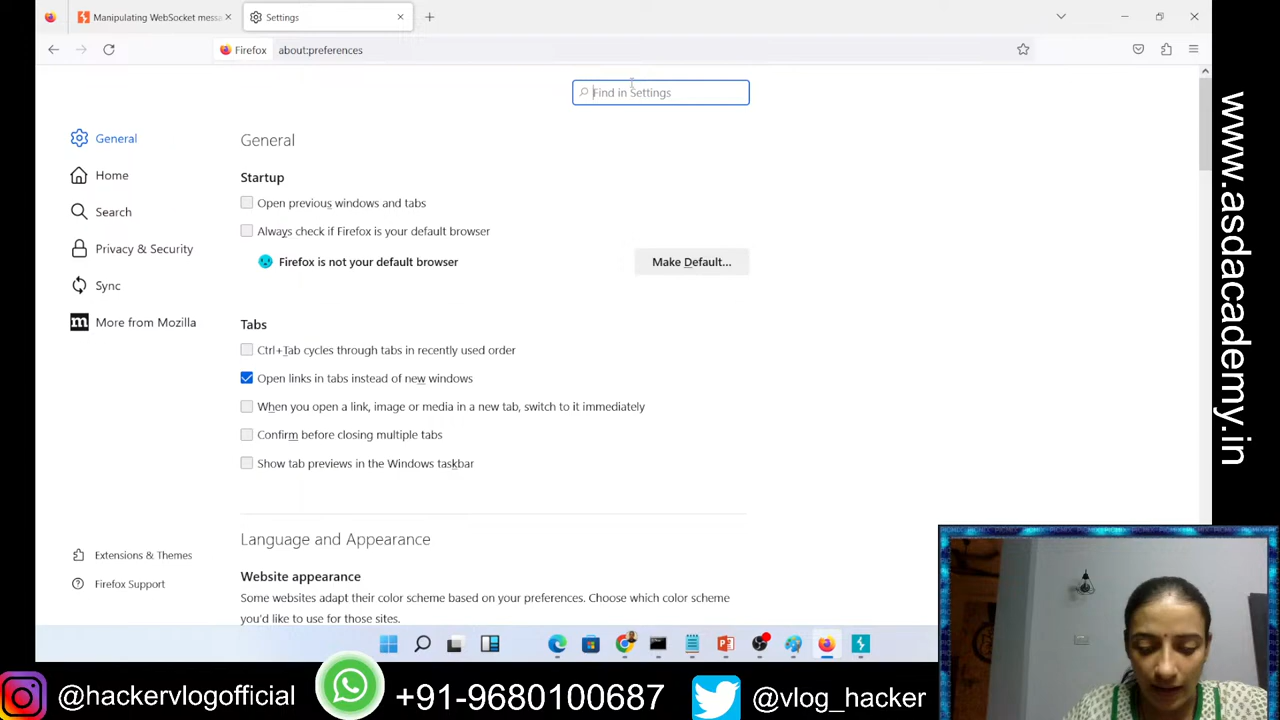 Manipulating WebSocket messa
Settings
Firefox
about:preferences
Find in Settings
General
Home
Search
Privacy & Security
Sync
More from Mozilla
Extensions & Themes
Firefox Support
General
Startup
Open previous windows and tabs
Always check if Firefox is your default browser
Firefox is not your default browser
Make Default...
Tabs
Ctrl+Tab cycles through tabs in recently used order
Open links in tabs instead of new windows
When you open a link, image or media in a new tab, switch to it immediately
Confirm before closing multiple tabs
Show tab previews in the Windows taskbar
Language and Appearance
Website appearance
Some websites adapt their color scheme based on your preferences. Choose which color scheme
you'd like to use for those sites.
www.asdacademy.in
@hackervlogofficial
+91-9680100687
@vlog_hacker